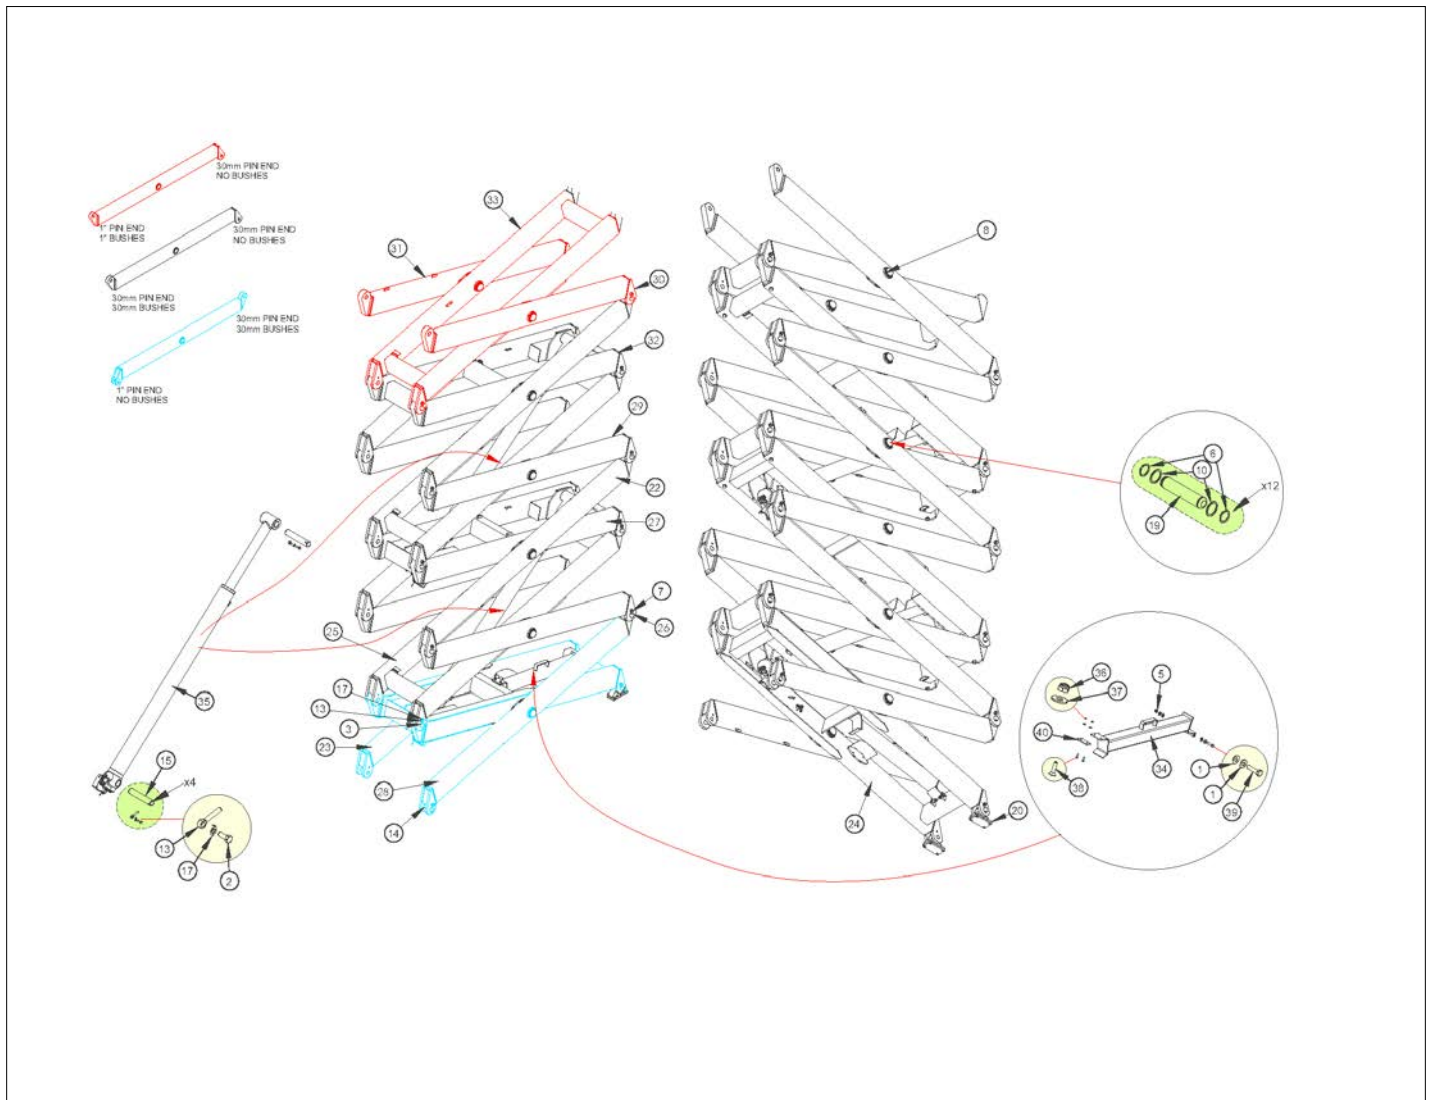 30mm PIN END
NO BUSHES
1" PIN END
1" BUSHES
30mm PIN END
NO BUSHES
30mm PIN END
30mm BUSHES
30mm PIN END
30mm BUSHES
1" PIN END
NO BUSHES
33
31
30
32
29
22
27
7
26
25
17
13
3
23
28
14
35
15
x4
13
17
2
8
6
10
19
x12
20
24
36
37
5
40
34
38
1
1
39